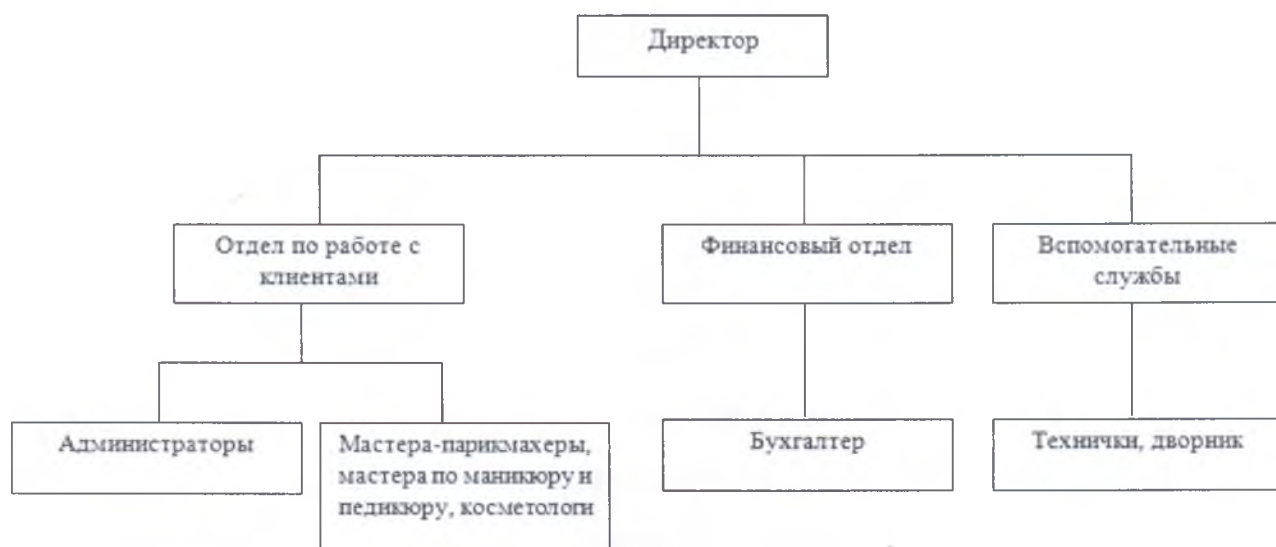 Директор
Отдел по работе с
клиентами
Финансовый отдел
Вспомогательные
службы
Администраторы
Мастера-парикмахеры,
мастера по маникюру и
педикюру, косметологи
Бухгалтер
Технички, дворник